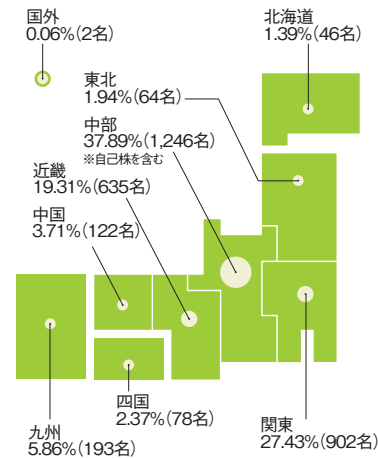 国外
0.06%(2名)
北海道
1.39%(46名)
東北
1.94%(64名)
中部
37.89%(1,246名)
※自己株を含む
近畿
19.31%(635名)
中国
3.71%(122名)
四国
2.37%(78名)
九州
5.86%(193名)
関東
27.43%(902名)